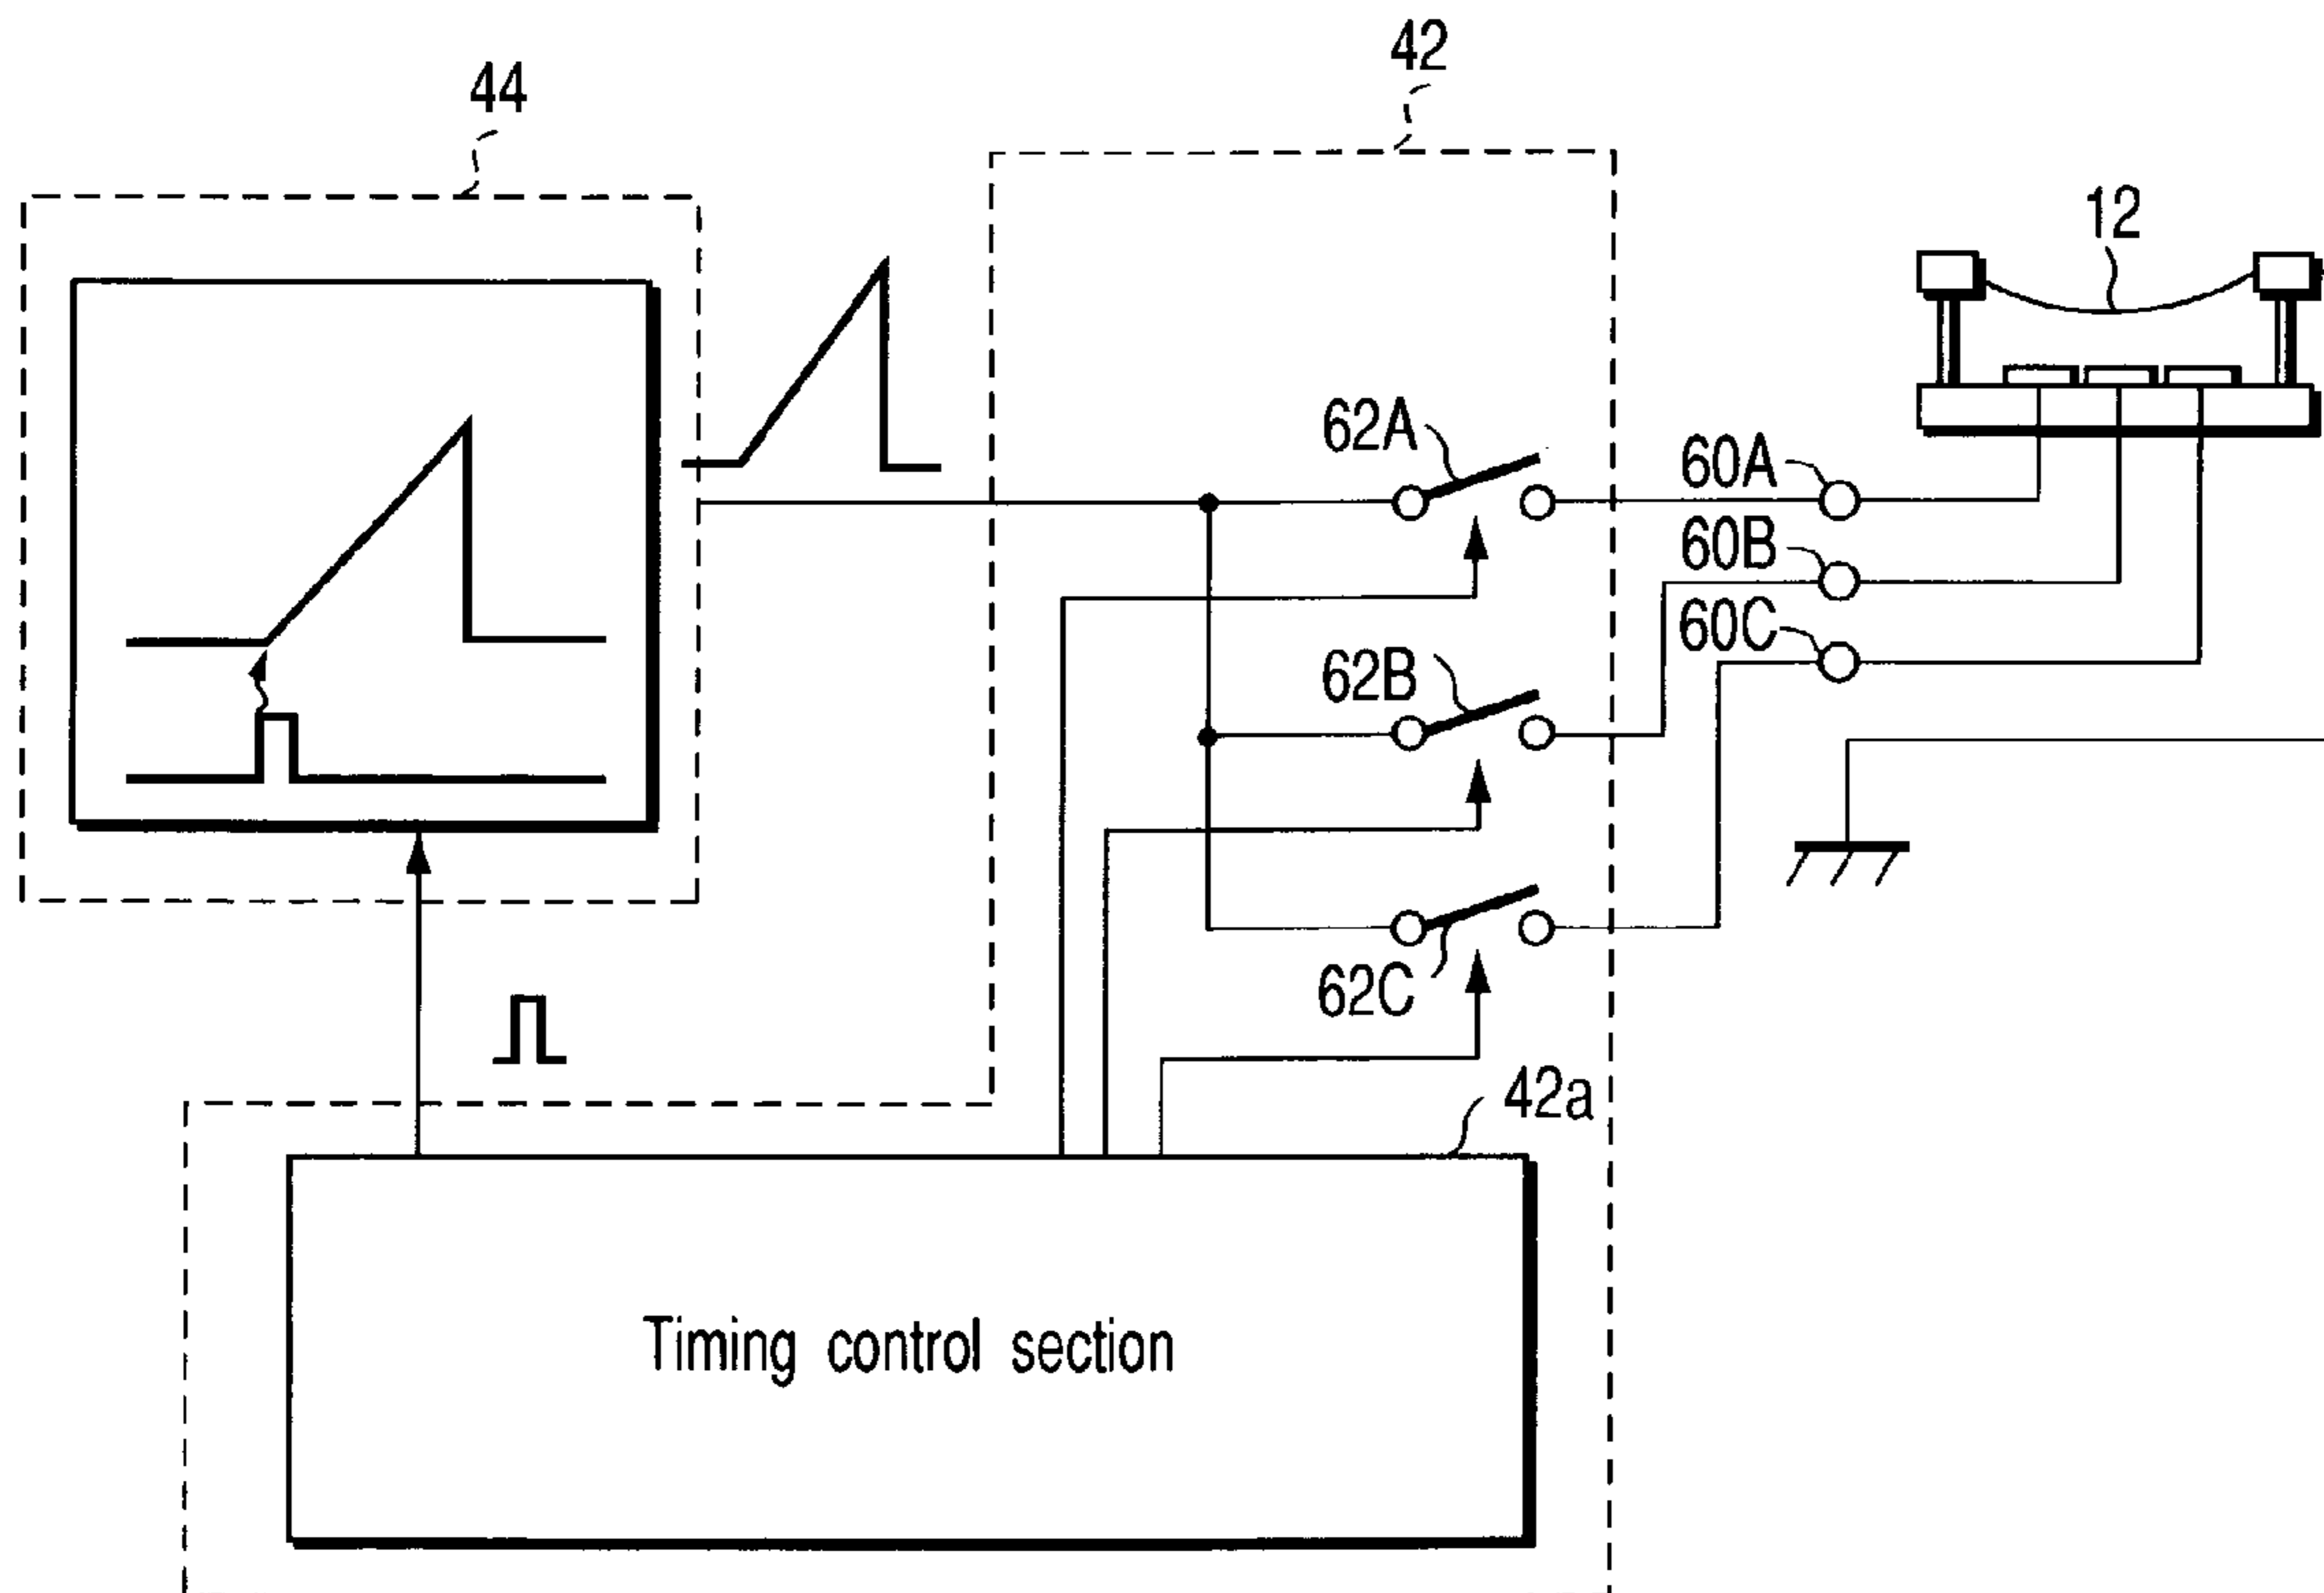 42
44
12
62A
60A
60B
60C
62B
62C
42a
Timing control section